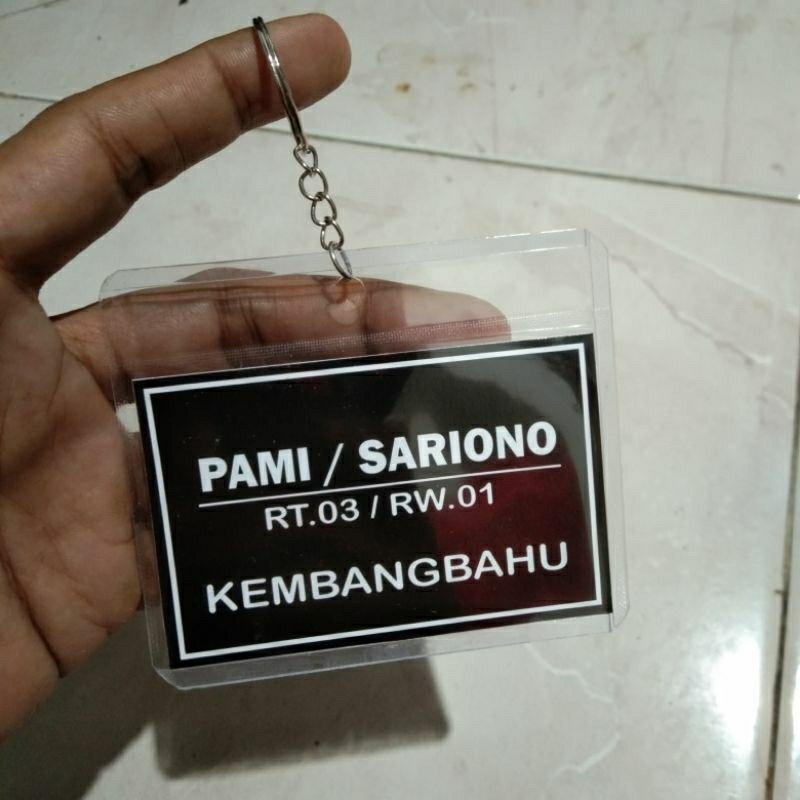 PAMI / SARIONO
RT.03 / RW.01
KEMBANGBAHU